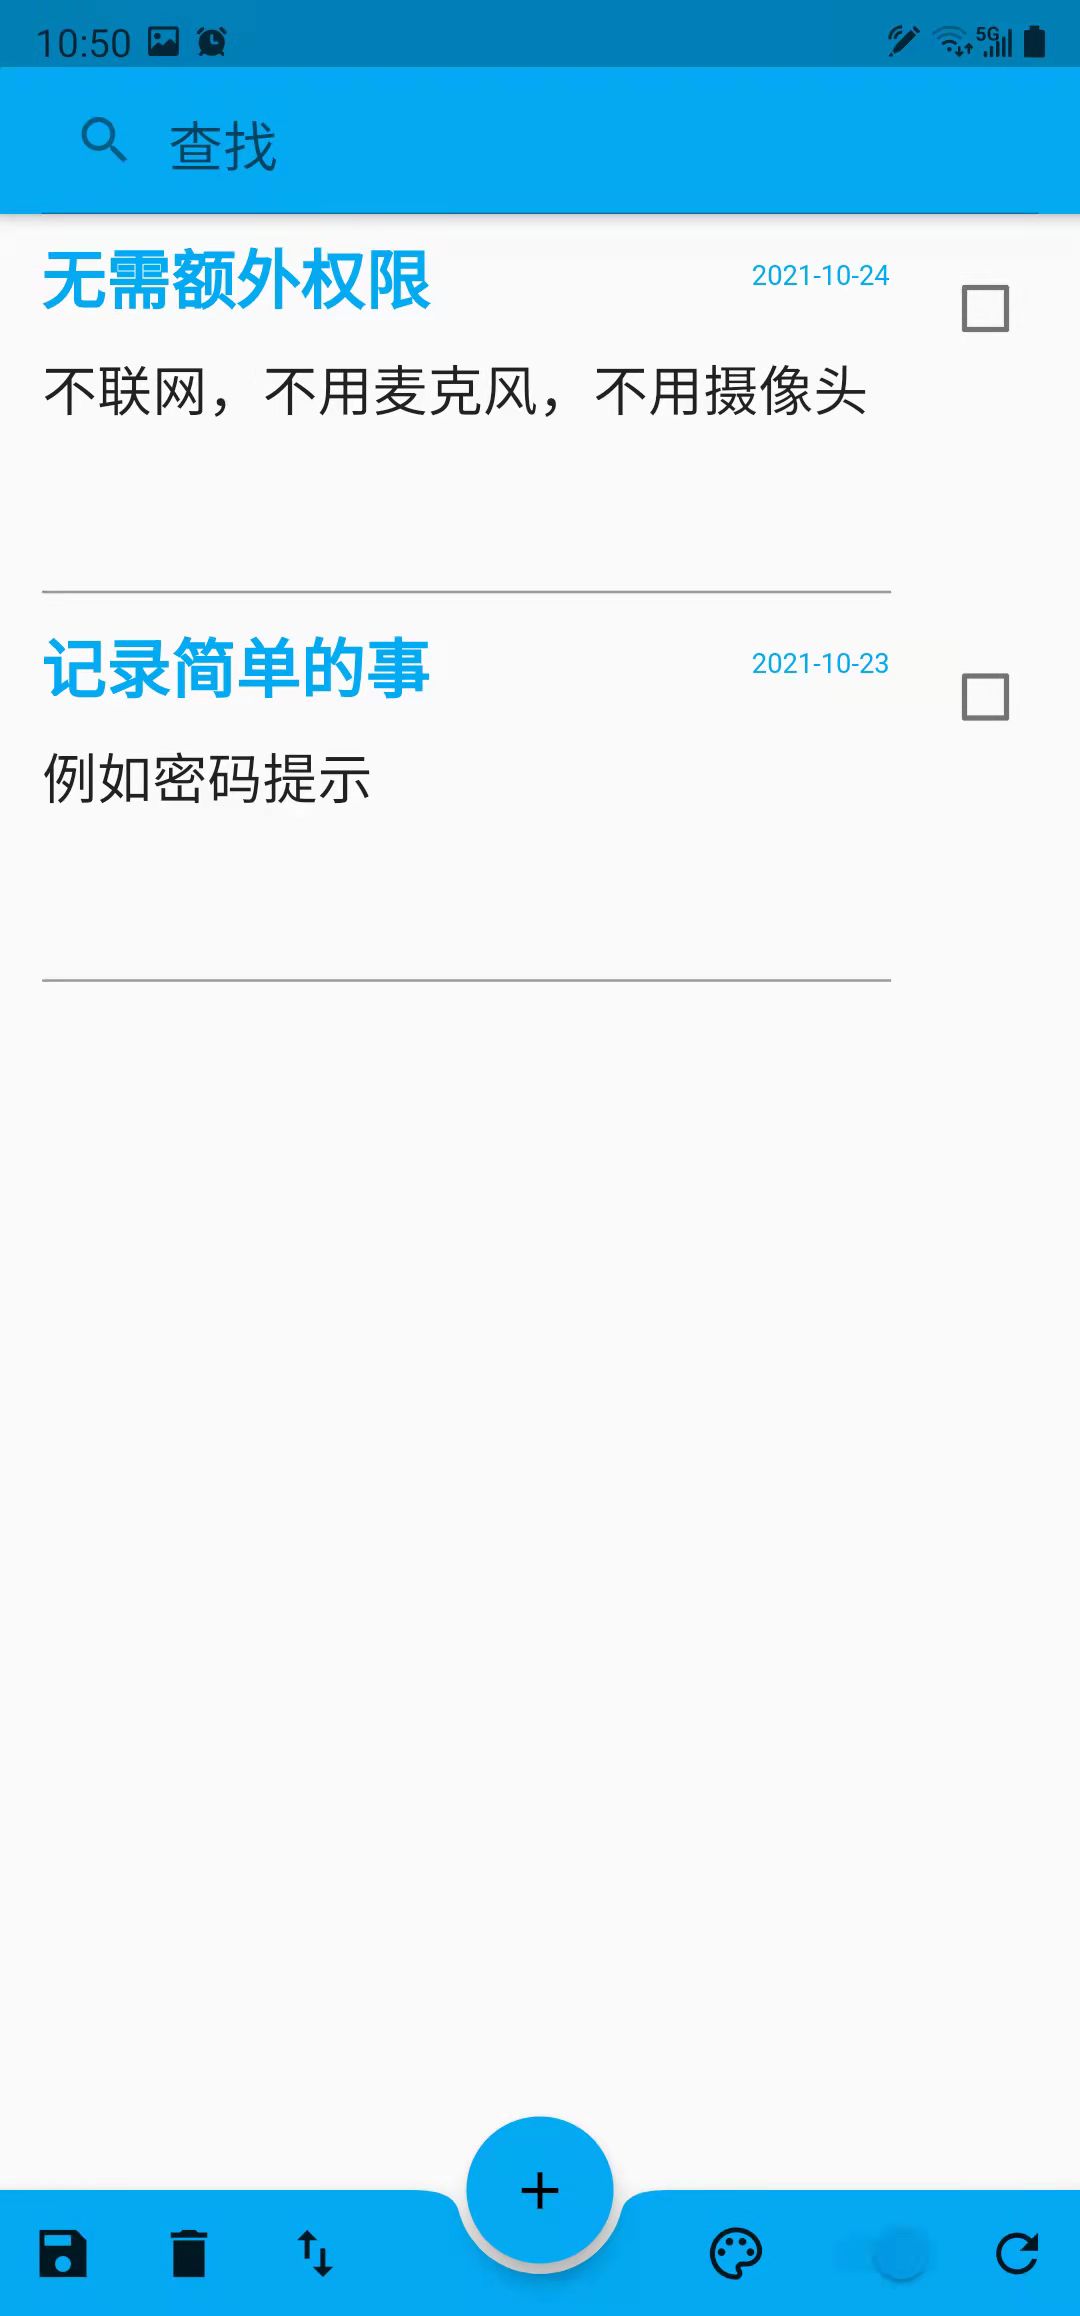 10:50
5G
查找
无需额外权限
2021-10-24
不联网，不用麦克风，不用摄像头
记录简单的事
2021-10-23
例如密码提示